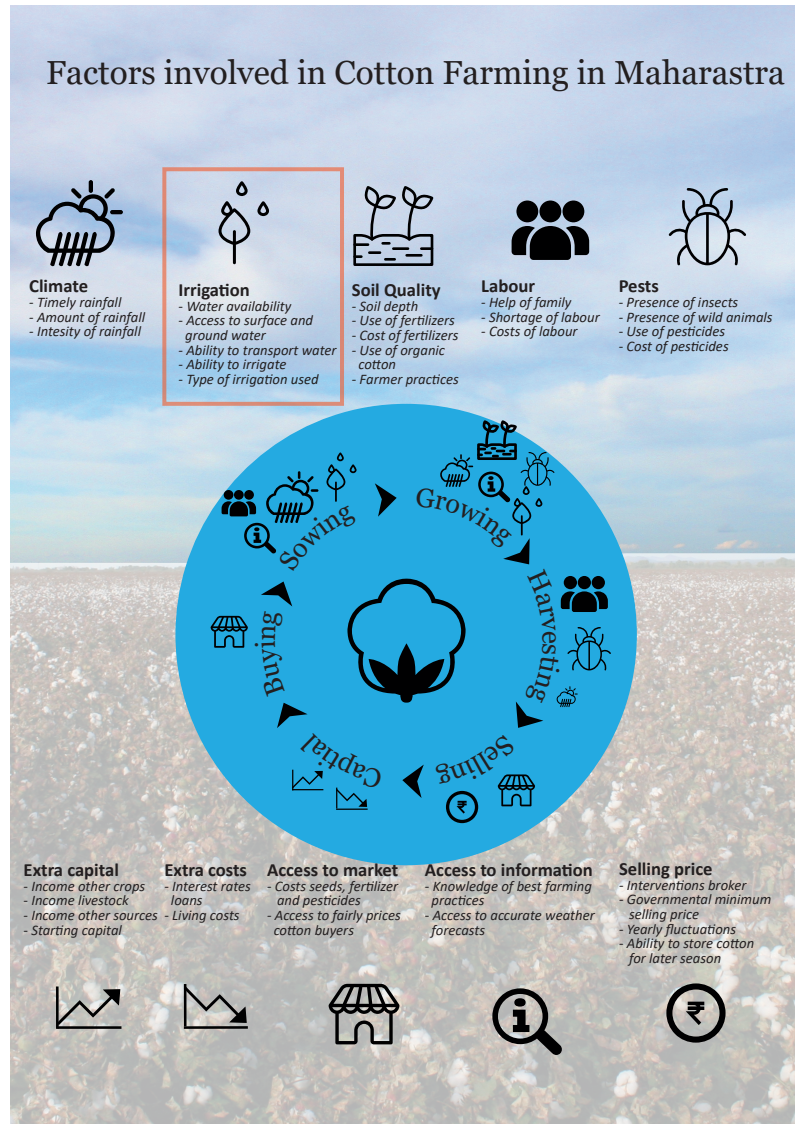 Factors involved in Cotton Farming in Maharastra
Climate
- Timely rainfall
- Amount of rainfall
- Intesity of rainfall
Irrigation
- Water availability
- Access to surface and
ground water
- Ability to transport water
- Ability to irrigate
- Type of irrigation used
Soil Quality
- Soil depth
- Use of fertilizers
- Cost of fertilizers
- Use of organic
cotton
- Farmer practices
Labour
- Help of family
- Shortage of labour
- Costs of labour
Pests
- Presence of insects
- Presence of wild animals
- Use of pesticides
- Cost of pesticides
Sowing
Growing
Harvesting
Selling
Captial
Buying
Extra capital
- Income other crops
- Income livestock
- Income other sources
- Starting capital
Extra costs
- Interest rates
loans
- Living costs
Access to market
- Costs seeds, fertilizer
and pesticides
- Access to fairly prices
cotton buyers
Access to information
- Knowledge of best farming
practices
- Access to accurate weather
forecasts
Selling price
- Interventions broker
- Governmental minimum
selling price
- Yearly fluctuations
- Ability to store cotton
for later season